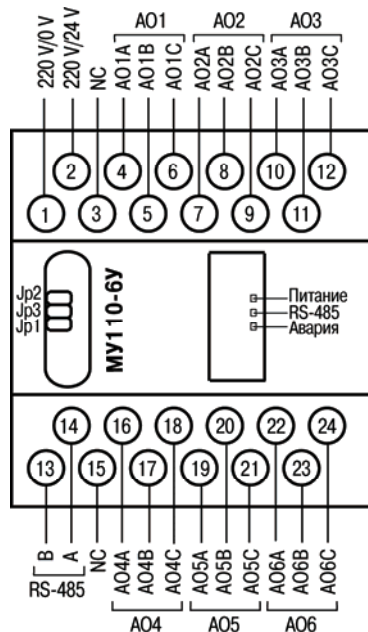 AO1 AO2 AO3
220 V/0 V
220 V/24 V
NC
AO1A
AO1B
AO1C
AO2A
AO2B
AO2C
AO3A
AO3B
AO3C
2 4 6 8 10 12
1 3 5 7 9 11
Jp2
Jp3
Jp1
МУ110-6У
Питание
RS-485
Авария
14 16 18 20 22 24
13 15 17 19 21 23
B
A
NC
AO4A
AO4B
AO4C
AO5A
AO5B
AO5C
AO6A
AO6B
AO6C
RS-485
AO4 AO5 AO6